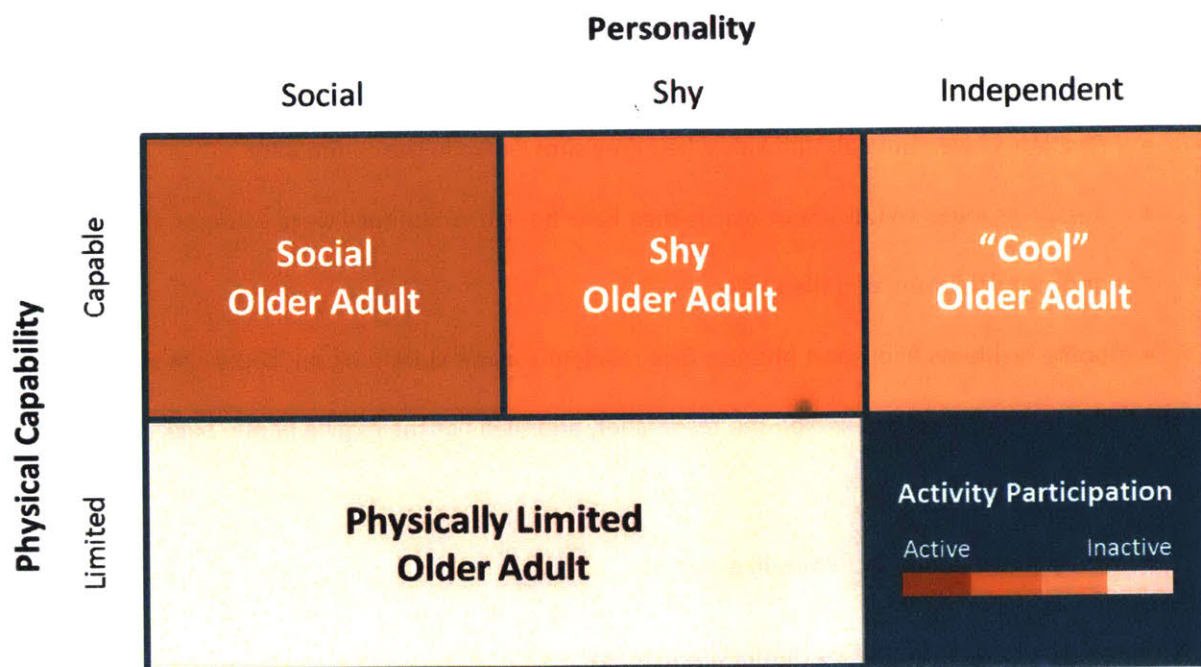 Personality
Social Shy Independent
Physical Capability
Capable
Social
Older Adult
Shy
Older Adult
“Cool”
Older Adult
Limited
Physically Limited
Older Adult
Activity Participation
Active Inactive